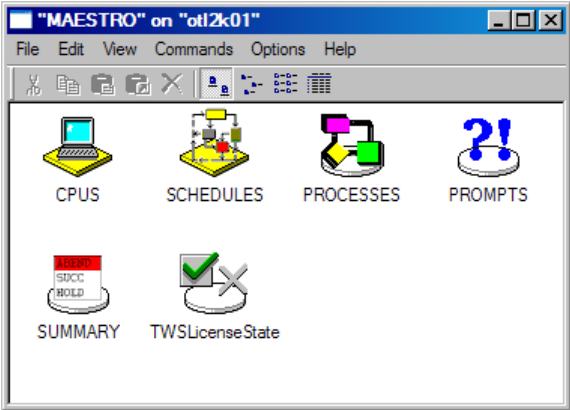 "MAESTRO" on "otl2k01"
File Edit View Commands Options Help
CPUS SCHEDULES PROCESSES PROMPTS
?!
ABEND
SUCC
HOLD
SUMMARY TWSLicenseState